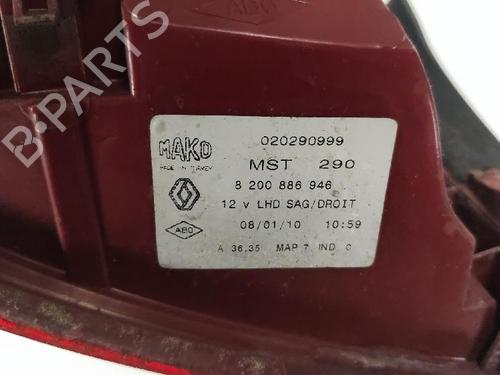 ABO
B-PARTS
MAKO 020290999
MADE IN TURKEY MST 290
8 200 886 946
12 v LHD SAG/DROIT
ABO 08/01/10 10:59
A 36.35 MAP 7 IND C